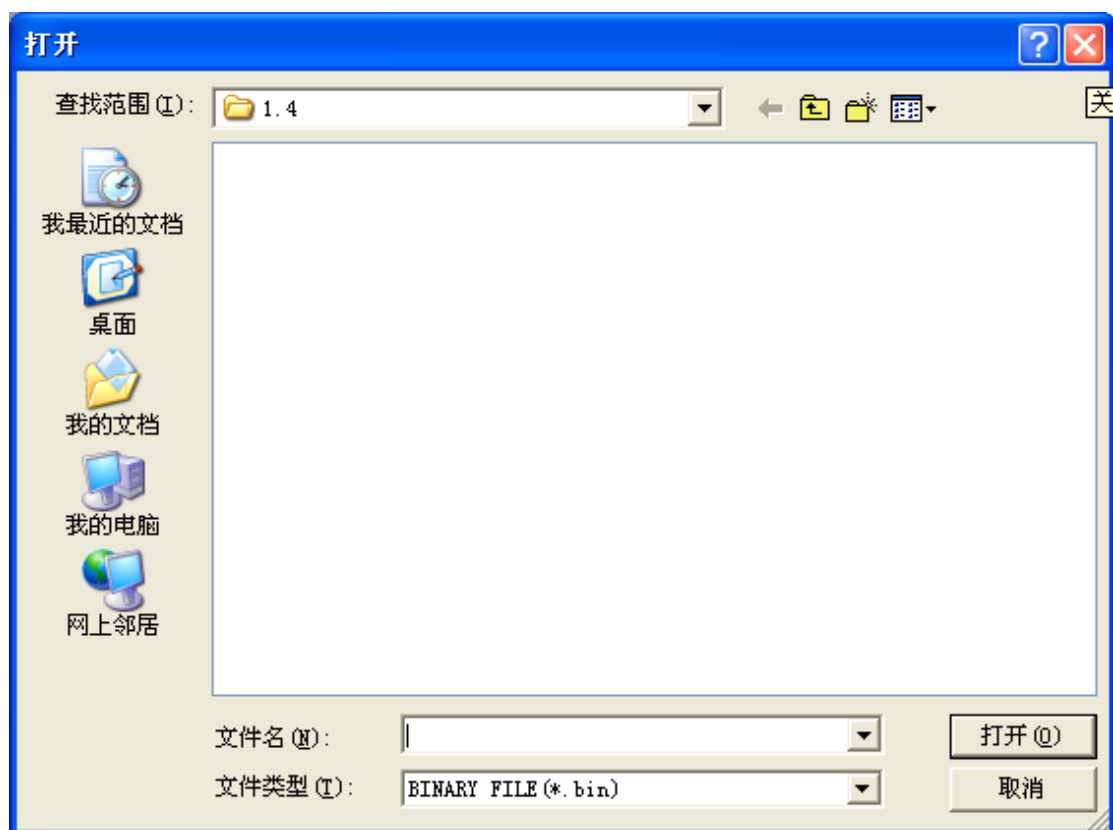 打开
查找范围(I):
1.4
关
我最近的文档
桌面
我的文档
我的电脑
网上邻居
文件名(N):
打开(O)
文件类型(T):
BINARY FILE(*.bin)
取消